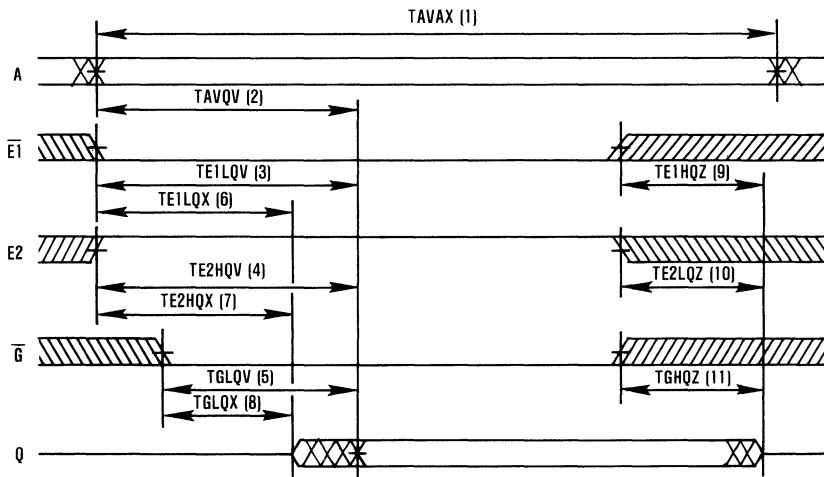 TAVAX (1)
A
TAVQV (2)
E1
TE1LQV (3)
TE1HQZ (9)
TE1LQX (6)
E2
TE2HQV (4)
TE2LQZ (10)
TE2HQX (7)
G
TGLQV (5)
TGHQZ (11)
TGLQX (8)
Q